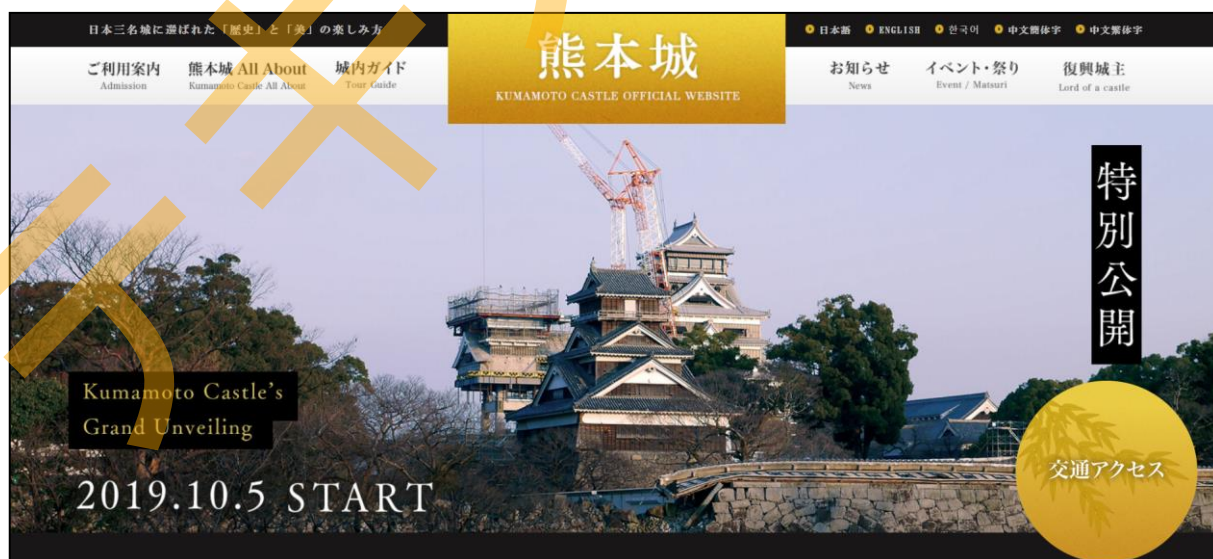 日本三名城に選ばれた「歴史」と「美」の楽しみ方
日本語 ENGLISH 한국어 中文簡体字 中文繁体字
熊本城
KUMAMOTO CASTLE OFFICIAL WEBSITE
ご利用案内 熊本城 All About 城内ガイド
Admission Kumamoto Castle All About Tour Guide
お知らせ イベント・祭り 復興城主
News Event / Matsuri Lord of a castle
特別公開
Kumamoto Castle's
Grand Unveiling
2019.10.5 START
交通アクセス